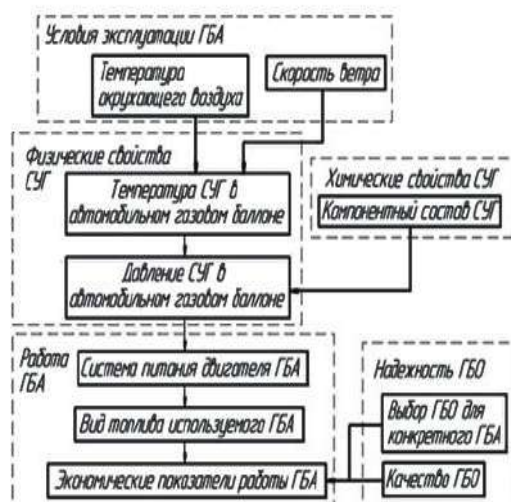 Условия эксплуатации ГБА
Температура
окружающего воздуха
Скорость ветра
Физические свойства
СУГ
Температура СУГ в
автомобильном газовом баллоне
Химические свойства СУГ
Компонентный состав СУГ
Давление СУГ в
автомобильном газовом баллоне
Работа
ГБА
Система питания двигателя ГБА
Вид топлива используемого ГБА
Экономические показатели работы ГБА
Надежность ГБО
Выбор ГБО для
конкретного ГБА
Качество ГБО